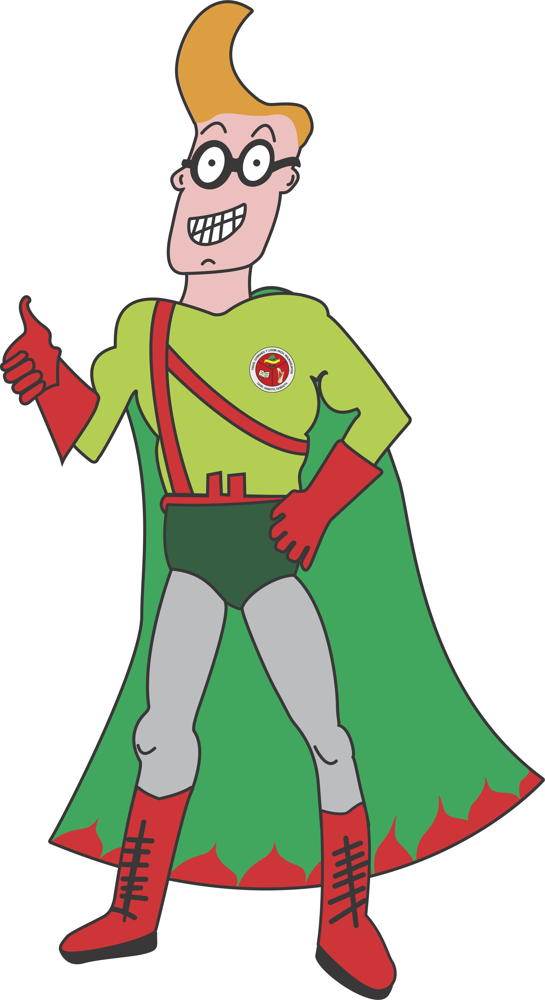 YSGOL GYMRAEG Y LOGIN FACH, WAUNARLWYDD
GAIR, GWAITH, GOBAITH